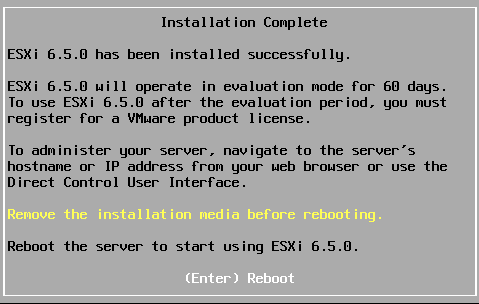 Installation Complete
ESXi 6.5.0 has been installed successfully.
ESXi 6.5.0 will operate in evaluation mode for 60 days.
To use ESXi 6.5.0 after the evaluation period, you must
register for a VMware product license.
To administer your server, navigate to the server's
hostname or IP address from your web browser or use the
Direct Control User Interface.
Remove the installation media before rebooting.
Reboot the server to start using ESXi 6.5.0.
(Enter) Reboot